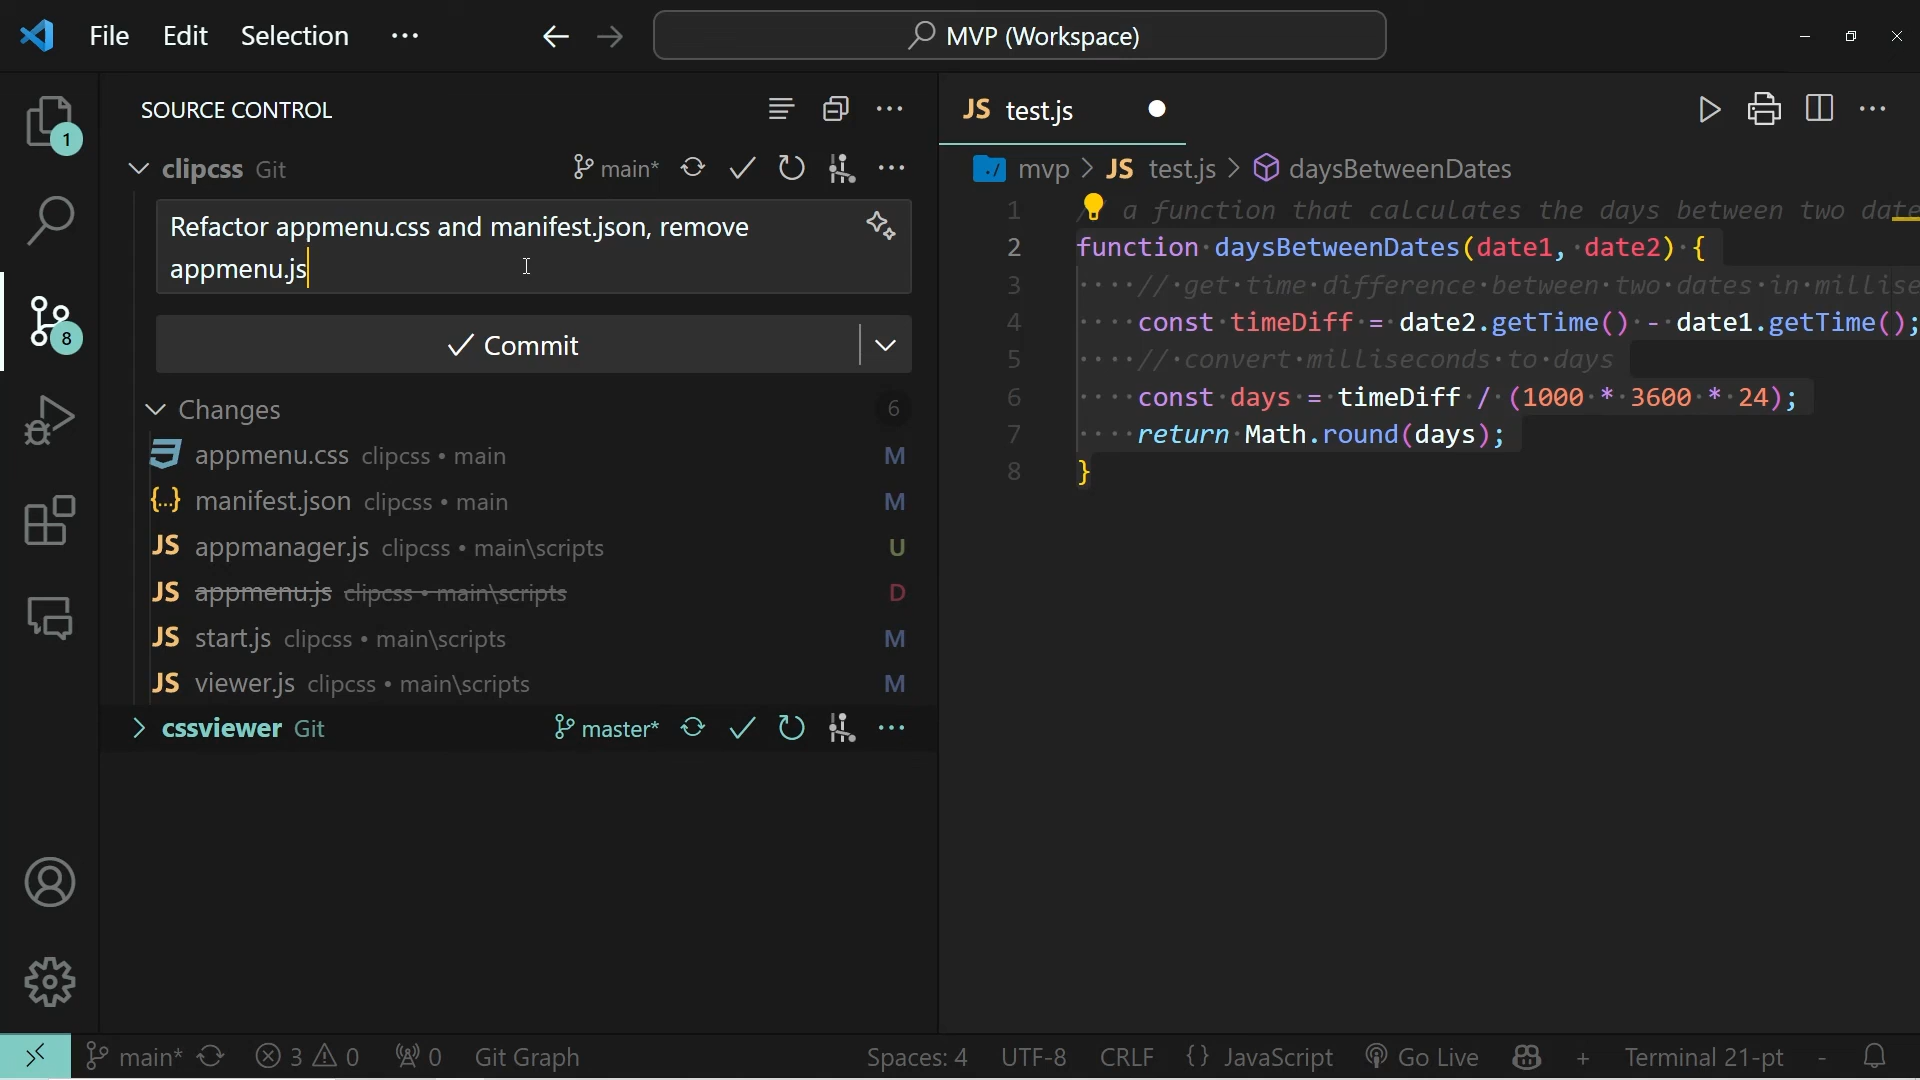 File Edit Selection ··· MVP (Workspace)
SOURCE CONTROL
clipcss Git main*
Refactor appmenu.css and manifest.json, remove
appmenu.js
Commit
Changes 6
appmenu.css clipcss • main M
manifest.json clipcss • main M
JS appmanager.js clipcss • main\scripts U
JS appmenu.js clipcss • main\scripts D
JS start.js clipcss • main\scripts M
JS viewer.js clipcss • main\scripts M
cssviewer Git master*
1
8
JS test.js
mvp > JS test.js > daysBetweenDates
1 / a function that calculates the days between two date
2 function daysBetweenDates(date1, date2) {
3 // get time difference between two dates in millise
4 const timeDiff = date2.getTime() - date1.getTime();
5 // convert milliseconds to days
6 const days = timeDiff / (1000 * 3600 * 24);
7 return Math.round(days);
8 }
main* 3 0 0 Git Graph Spaces: 4 UTF-8 CRLF {} JavaScript Go Live + Terminal 21-pt -